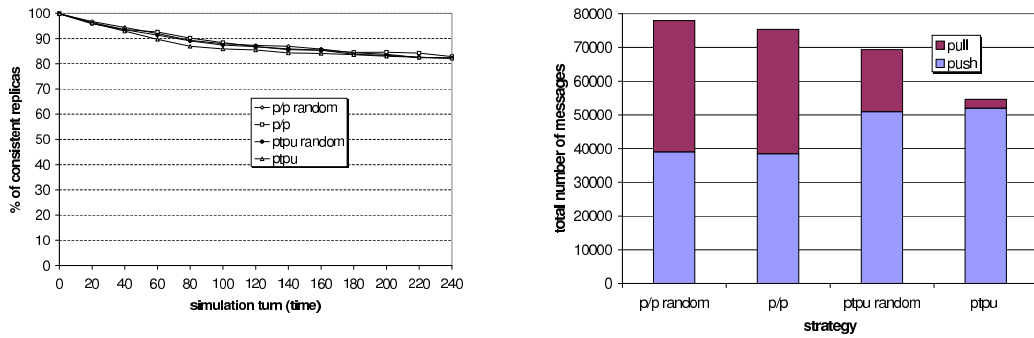 100
90
80
70
60
50
40
30
20
10
0
% of consistent replicas
0 20 40 60 80 100 120 140 160 180 200 220 240
simulation turn (time)
p/p random
p/p
ptpu random
ptpu
80000
70000
60000
50000
40000
30000
20000
10000
0
total number of messages
pull
push
p/p random p/p ptpu random ptpu
strategy